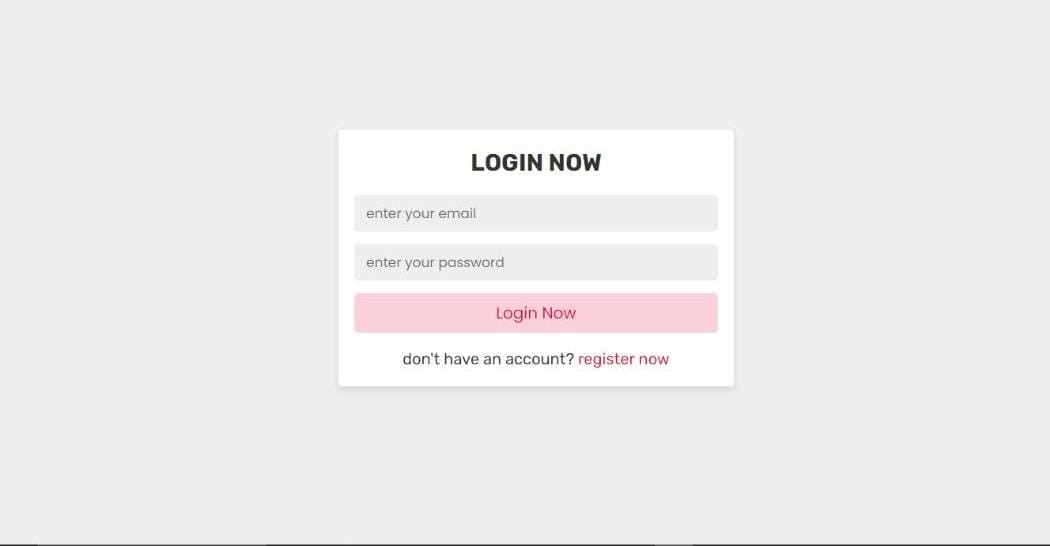 LOGIN NOW
enter your email
enter your password
Login Now
don't have an account? register now